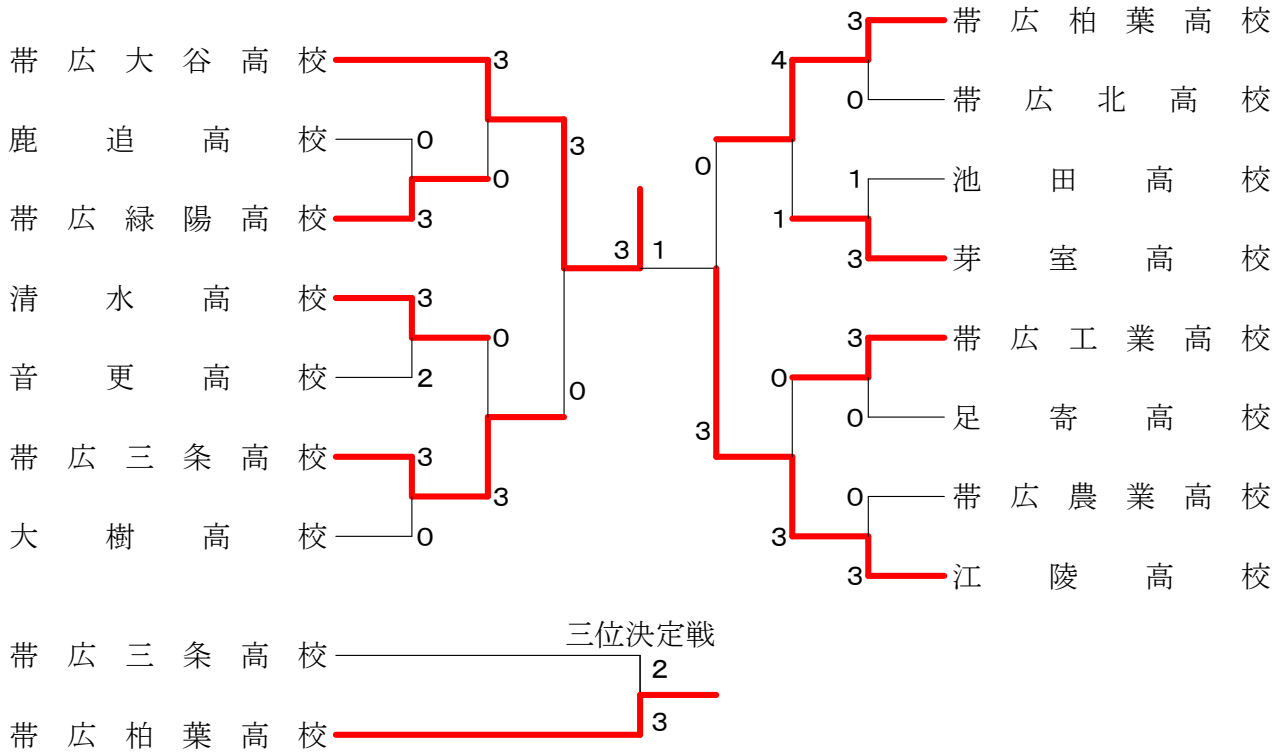 帯広大谷高校
3
鹿追高校
0
3
0
帯広緑陽高校
3
清水高校
3
0
音更高校
2
0
帯広三条高校
3
3
大樹高校
0
3 1
3
帯広柏葉高校
4
0
帯広北高校
0
1
池田高校
1
3
芽室高校
3
帯広工業高校
0
0
足寄高校
3
0
帯広農業高校
3
3
江陵高校
三位決定戦
帯広三条高校
2
3
帯広柏葉高校